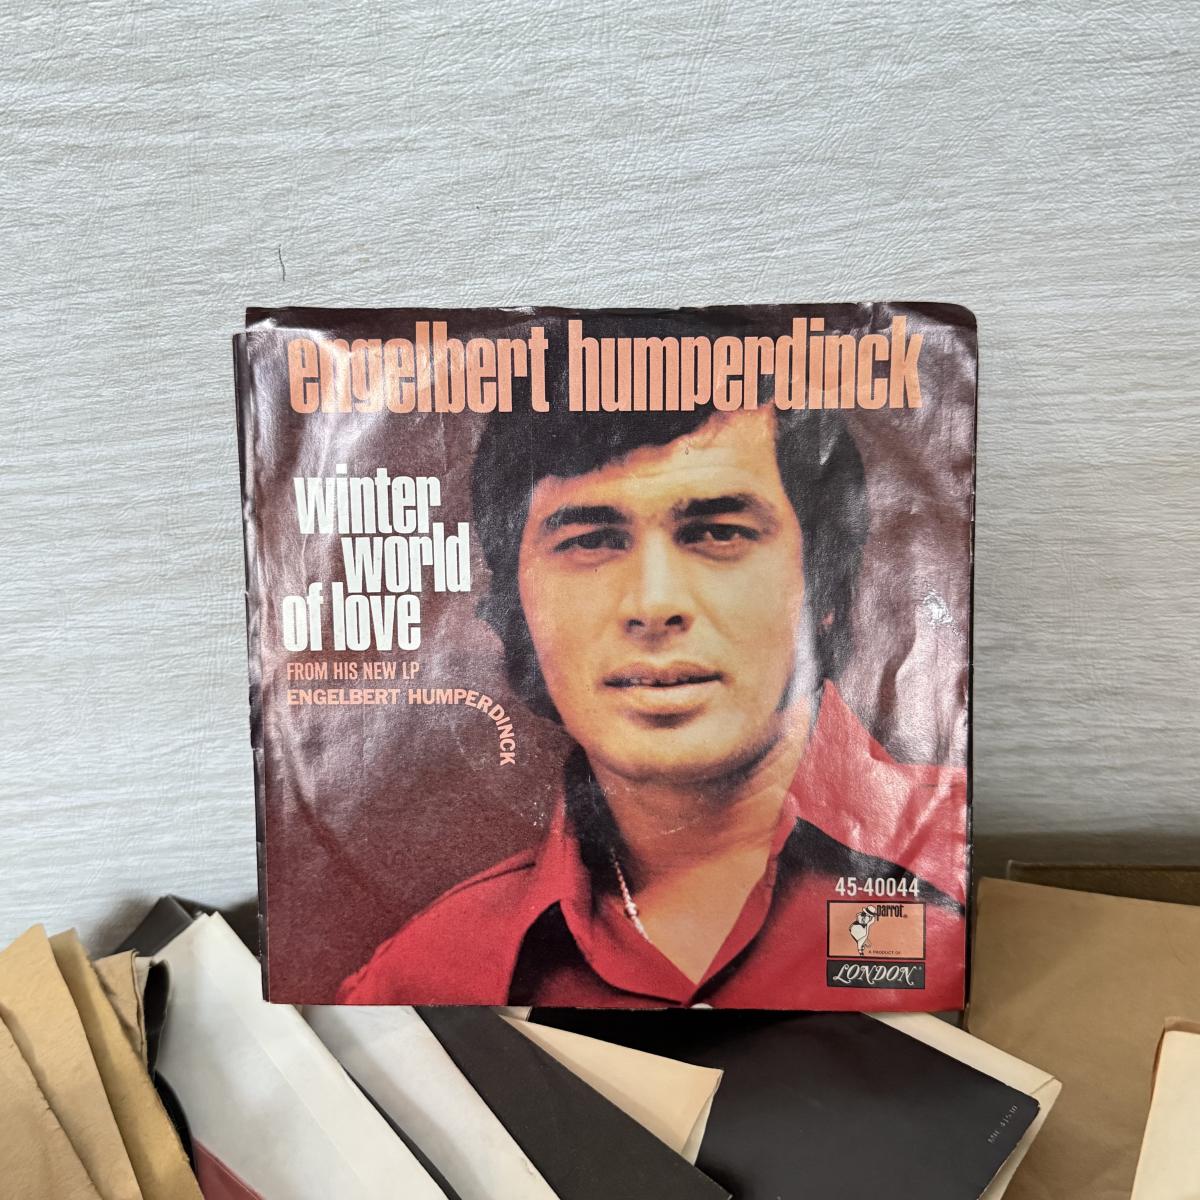 engelbert humperdinck
winter
world
of love
FROM HIS NEW LP
ENGELBERT HUMPERDINCK
45-40044
parrot
A PRODUCT OF
LONDON